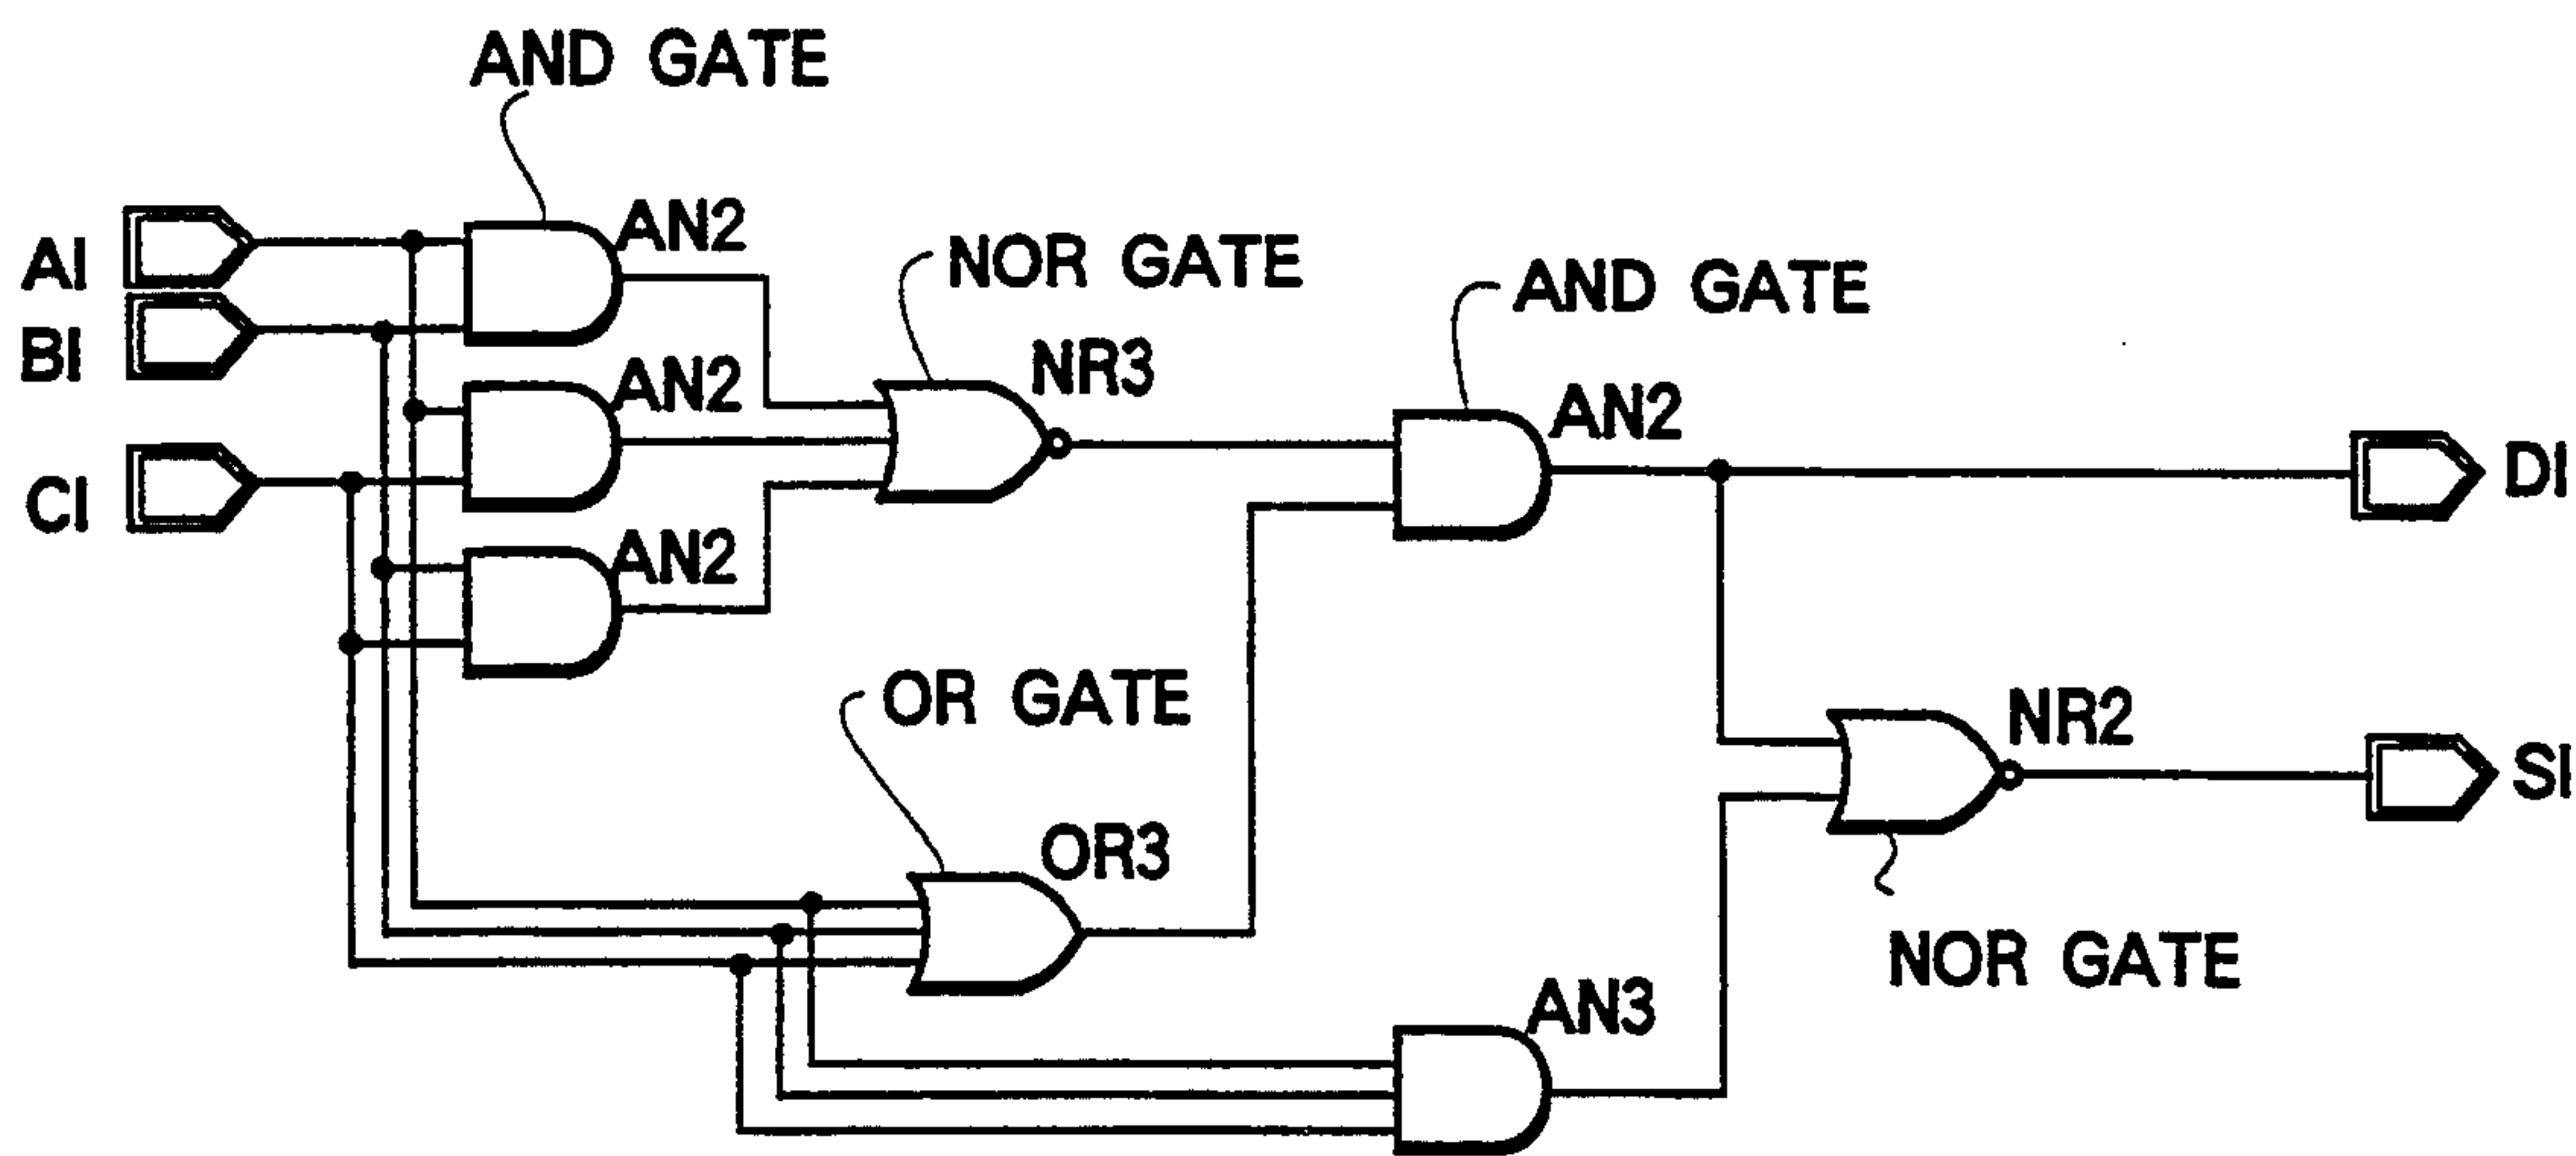 AND GATE
AN2
AI
NOR GATE
AND GATE
BI
NR3
AN2
AN2
CI
DI
AN2
OR GATE
NR2
SI
OR3
NOR GATE
AN3